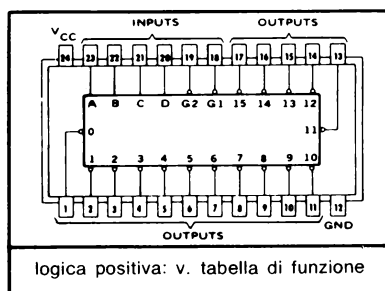 INPUTS OUTPUTS
VCC
24 23 22 21 20 19 18 17 16 15 14 13
A B C D G2 G1 15 14 13 12
0 11
1 2 3 4 5 6 7 8 9 10
1 2 3 4 5 6 7 8 9 10 11 12
OUTPUTS GND
logica positiva: v. tabella di funzione